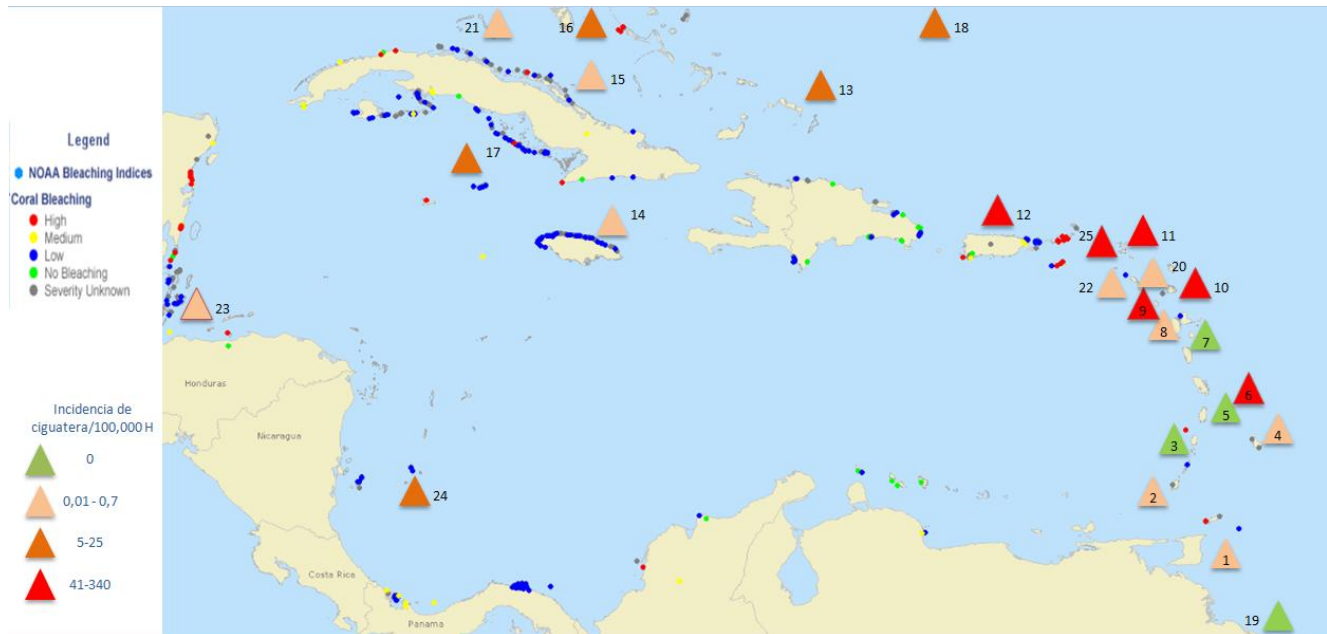 Legend
NOAA Bleaching Indices
Coral Bleaching
High
Medium
Low
No Bleaching
Severity Unknown
Incidencia de
ciguatera/100,000 H
0
0,01 - 0,7
5-25
41-340
21
16
18
15
13
17
14
12
25
11
20
22
10
23
9
8
7
Honduras
6
5
Nicaragua
4
3
24
2
1
Costa Rica
Panama
19